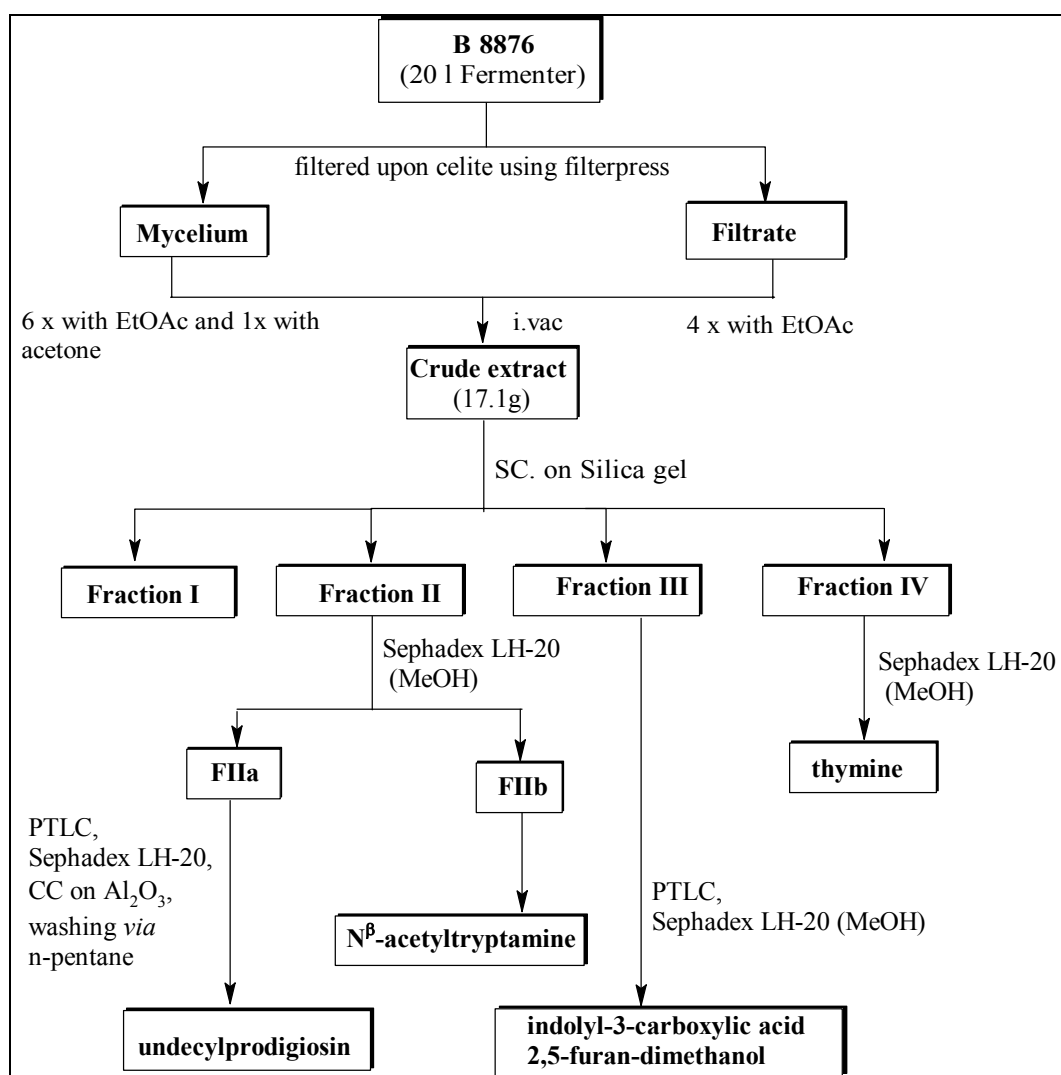 B 8876
(20 l Fermenter)
filtered upon celite using filterpress
Mycelium
Filtrate
6 x with EtOAc and 1x with
acetone
i.vac
4 x with EtOAc
Crude extract
(17.1g)
SC. on Silica gel
Fraction I
Fraction II
Fraction III
Fraction IV
Sephadex LH-20
(MeOH)
Sephadex LH-20
(MeOH)
FIIa
FIIb
thymine
PTLC,
Sephadex LH-20,
CC on Al₂O₃,
washing via
n-pentane
PTLC,
Sephadex LH-20 (MeOH)
Nᵝ-acetyltryptamine
undecylprodigiosin
indolyl-3-carboxylic acid
2,5-furan-dimethanol